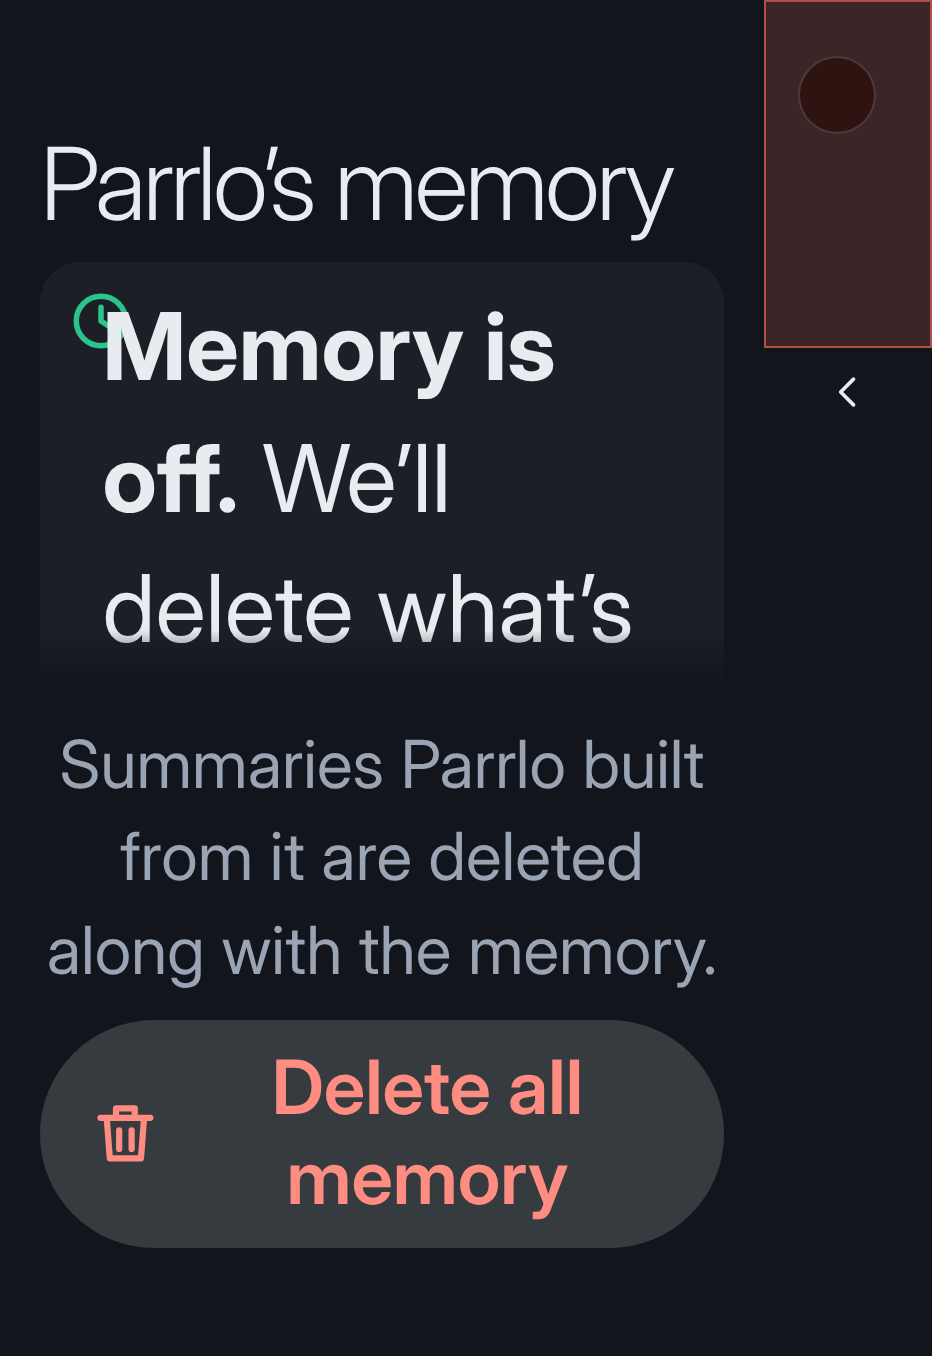 Parrlo’s memory
Memory is
off. We’ll
delete what’s
Summaries Parrlo built
from it are deleted
along with the memory.
Delete all
memory